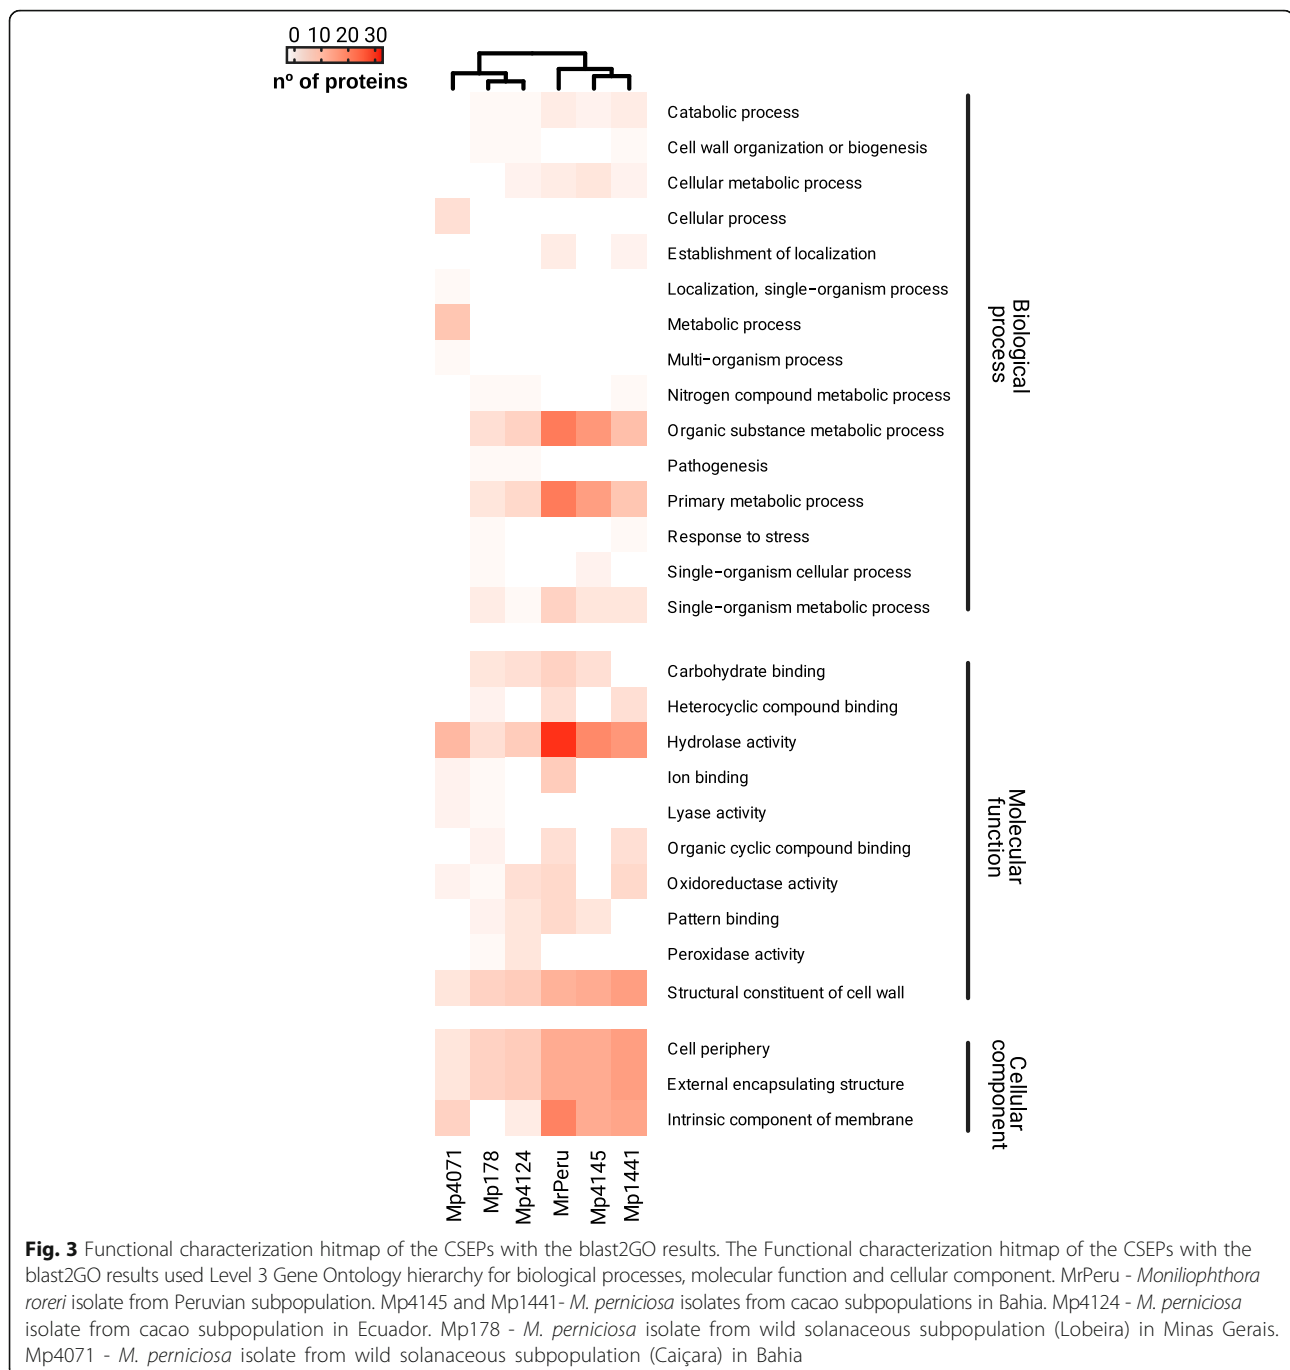 0 10 20 30
nº of proteins
Catabolic process
Cell wall organization or biogenesis
Cellular metabolic process
Cellular process
Establishment of localization
Localization, single−organism process
Metabolic process
Multi−organism process
Nitrogen compound metabolic process
Organic substance metabolic process
Pathogenesis
Primary metabolic process
Response to stress
Single−organism cellular process
Single−organism metabolic process
Biological
process
Carbohydrate binding
Heterocyclic compound binding
Hydrolase activity
Ion binding
Lyase activity
Organic cyclic compound binding
Oxidoreductase activity
Pattern binding
Peroxidase activity
Structural constituent of cell wall
Molecular
function
Cell periphery
External encapsulating structure
Intrinsic component of membrane
Cellular
component
Mp4071
Mp178
Mp4124
MrPeru
Mp4145
Mp1441
Fig. 3 Functional characterization hitmap of the CSEPs with the blast2GO results. The Functional characterization hitmap of the CSEPs with the
blast2GO results used Level 3 Gene Ontology hierarchy for biological processes, molecular function and cellular component. MrPeru - Moniliophthora
roreri isolate from Peruvian subpopulation. Mp4145 and Mp1441- M. perniciosa isolates from cacao subpopulations in Bahia. Mp4124 - M. perniciosa
isolate from cacao subpopulation in Ecuador. Mp178 - M. perniciosa isolate from wild solanaceous subpopulation (Lobeira) in Minas Gerais.
Mp4071 - M. perniciosa isolate from wild solanaceous subpopulation (Caiçara) in Bahia